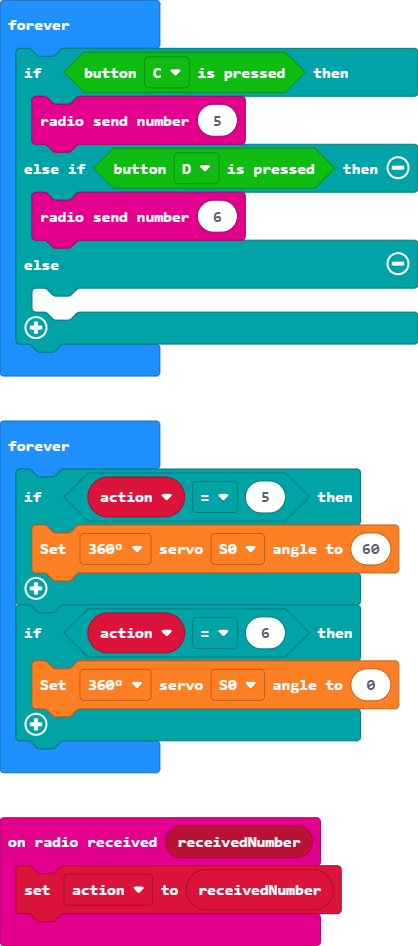 forever
if button C is pressed then
radio send number 5
else if button D is pressed then
radio send number 6
else
forever
if action = 5 then
Set 360º servo S0 angle to 60
if action = 6 then
Set 360º servo S0 angle to 0
on radio received receivedNumber
set action to receivedNumber